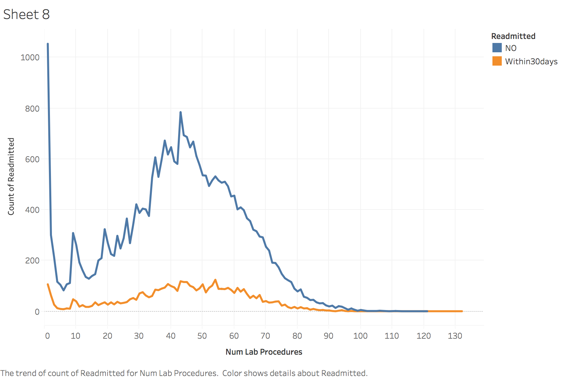 Sheet 8
Readmitted
NO
Within30days
1000
800
600
400
200
0
Count of Readmitted
0 10 20 30 40 50 60 70 80 90 100 110 120 130
Num Lab Procedures
The trend of count of Readmitted for Num Lab Procedures. Color shows details about Readmitted.